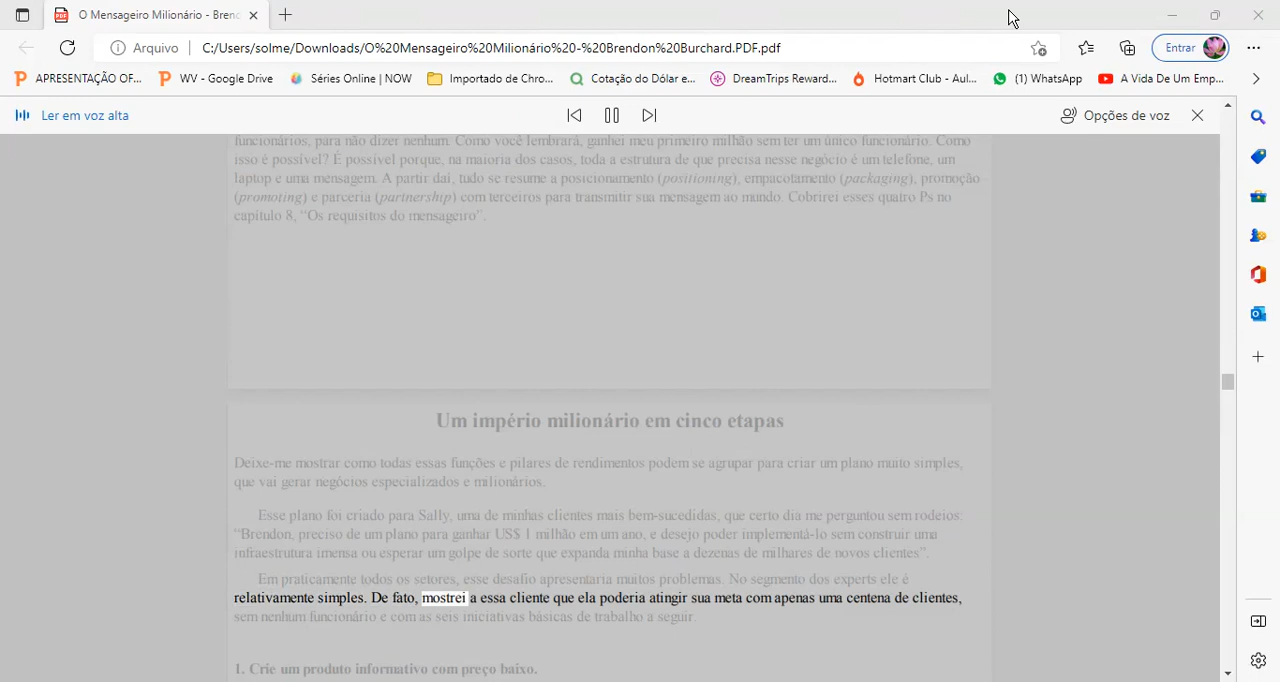 O Mensageiro Milionário - Bren
Arquivo C:/Users/solme/Downloads/O%20Mensageiro%20Milionário%20-%20Brendon%20Burchard.PDF.pdf Entrar
APRESENTAÇÃO OF... WV - Google Drive Séries Online | NOW Importado de Chro... Cotação do Dólar e... DreamTrips Reward... Hotmart Club - Aul... (1) WhatsApp A Vida De Um Emp...
Ler em voz alta Opções de voz
funcionários, para não dizer nenhum. Como você lembrará, ganhei meu primeiro milhão sem ter um único funcionário. Como
isso é possível? É possível porque, na maioria dos casos, toda a estrutura de que precisa nesse negócio é um telefone, um
laptop e uma mensagem. A partir daí, tudo se resume a posicionamento (positioning), empacotamento (packaging), promoção
(promoting) e parceria (partnership) com terceiros para transmitir sua mensagem ao mundo. Cobrirei esses quatro Ps no
capítulo 8, “Os requisitos do mensageiro”.
Um império milionário em cinco etapas
Deixe-me mostrar como todas essas funções e pilares de rendimentos podem se agrupar para criar um plano muito simples,
que vai gerar negócios especializados e milionários.
Esse plano foi criado para Sally, uma de minhas clientes mais bem-sucedidas, que certo dia me perguntou sem rodeios:
“Brendon, preciso de um plano para ganhar US$ 1 milhão em um ano, e desejo poder implementá-lo sem construir uma
infraestrutura imensa ou esperar um golpe de sorte que expanda minha base a dezenas de milhares de novos clientes”.
Em praticamente todos os setores, esse desafio apresentaria muitos problemas. No segmento dos experts ele é
relativamente simples. De fato, mostrei a essa cliente que ela poderia atingir sua meta com apenas uma centena de clientes,
sem nenhum funcionário e com as seis iniciativas básicas de trabalho a seguir.
1. Crie um produto informativo com preço baixo.